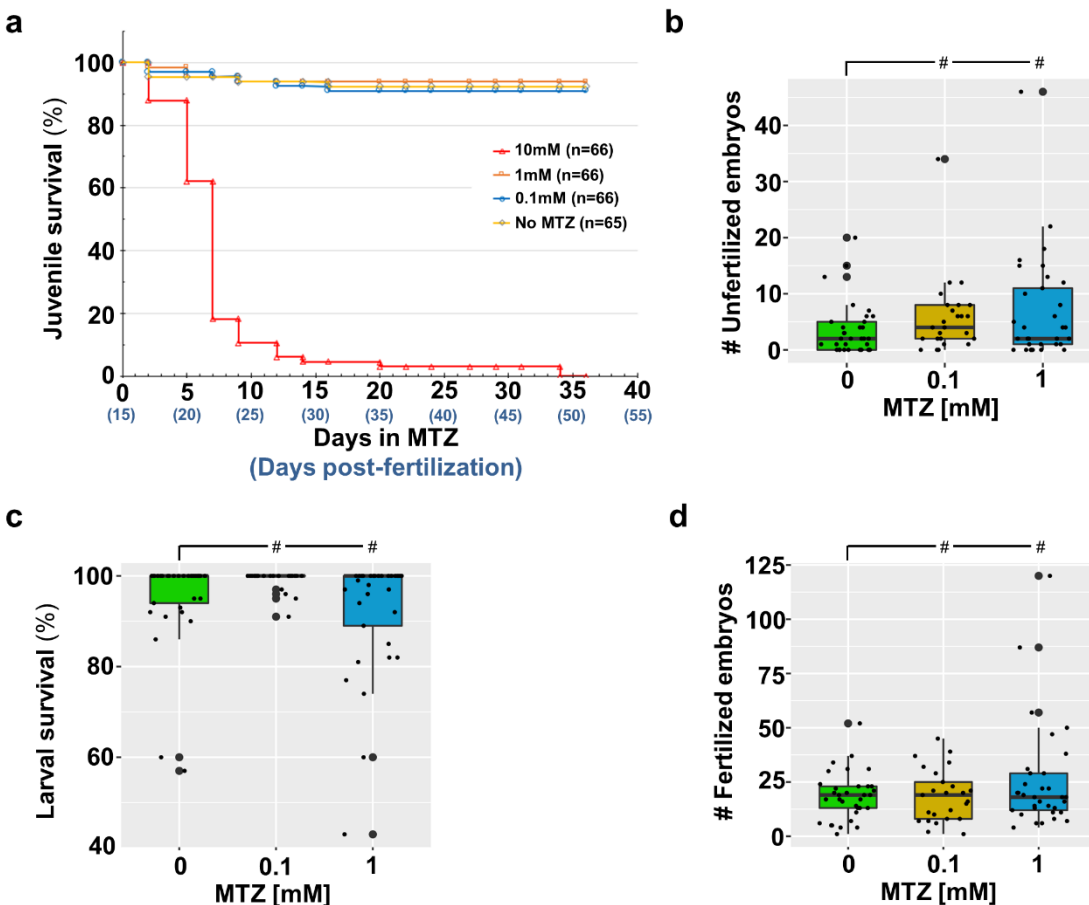 a
Juvenile survival (%)
100
80
60
40
20
0
10mM (n=66)
1mM (n=66)
0.1mM (n=66)
No MTZ (n=65)
0 5 10 15 20 25 30 35 40
(15) (20) (25) (30) (35) (40) (45) (50) (55)
Days in MTZ
(Days post-fertilization)
b
# #
# Unfertilized embryos
40
30
20
10
0
0 0.1 1
MTZ [mM]
c
# #
Larval survival (%)
100
80
60
40
0 0.1 1
MTZ [mM]
d
# #
# Fertilized embryos
125
100
75
50
25
0
0 0.1 1
MTZ [mM]